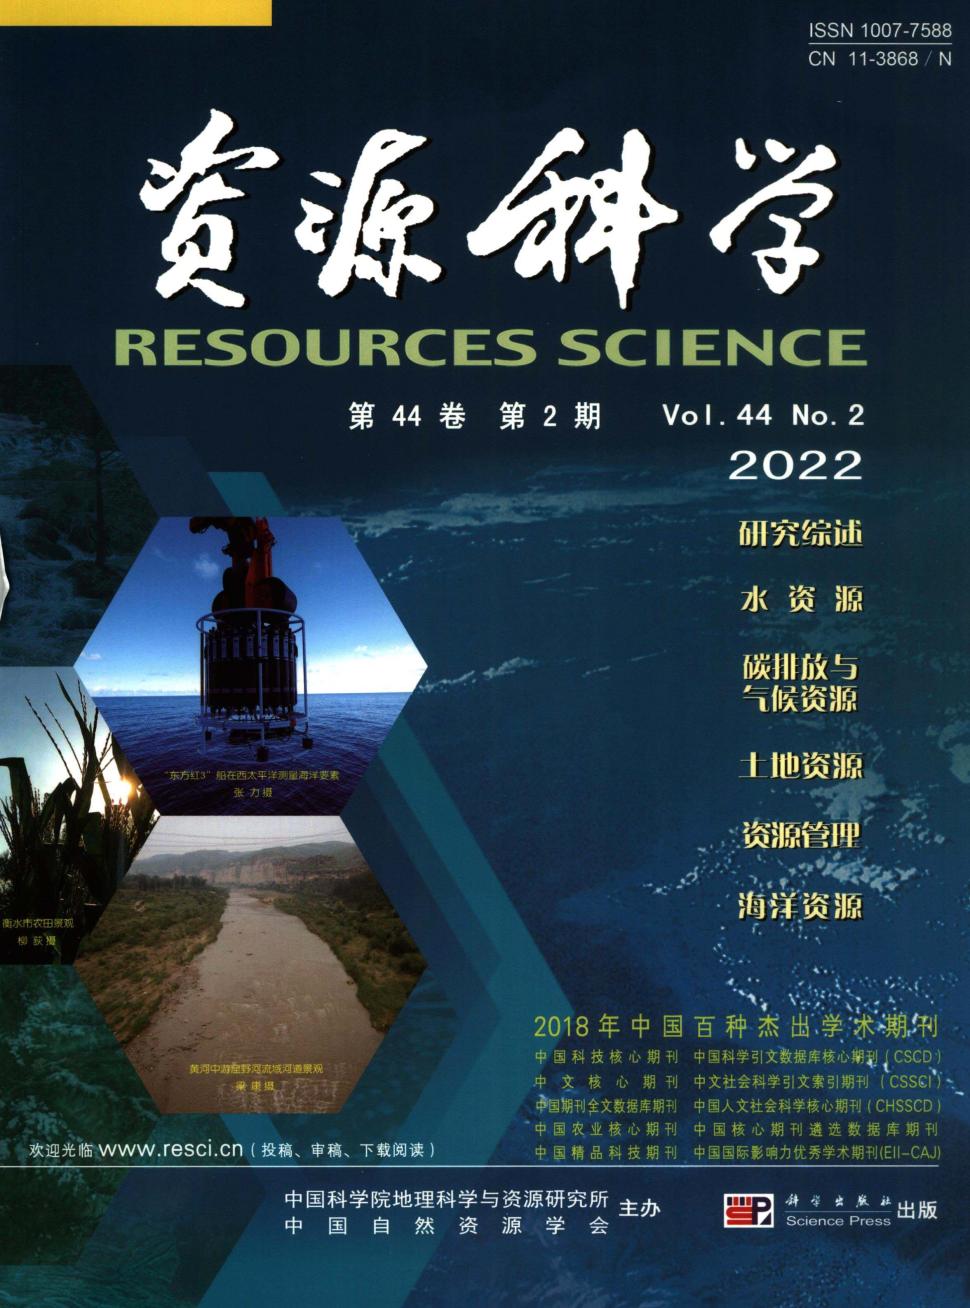 ISSN 1007-7588
CN 11-3868 / N
资源科学
RESOURCES SCIENCE
第 44 卷 第 2 期 Vol. 44 No. 2
2022
研究综述
水资源
碳排放与
气候资源
土地资源
资源管理
海洋资源
“东方红3”船在西太平洋测量海洋要素
张 力 摄
衡水市农田景观
柳 荻 摄
黄河中游皇野河流域河道景观
梁 康 摄
2018年中国百种杰出学术期刊
中国科技核心期刊 中国科学引文数据库核心期刊(CSCD)
中文核心期刊 中文社会科学引文索引期刊(CSSCI)
中国期刊全文数据库期刊 中国人文社会科学核心期刊(CHSSCD)
中国农业核心期刊 中国核心期刊遴选数据库期刊
中国精品科技期刊 中国国际影响力优秀学术期刊(EII-CAJ)
欢迎光临 www.resci.cn(投稿、审稿、下载阅读)
中国科学院地理科学与资源研究所
中国自然资源学会
主办
科学出版社
Science Press
出版